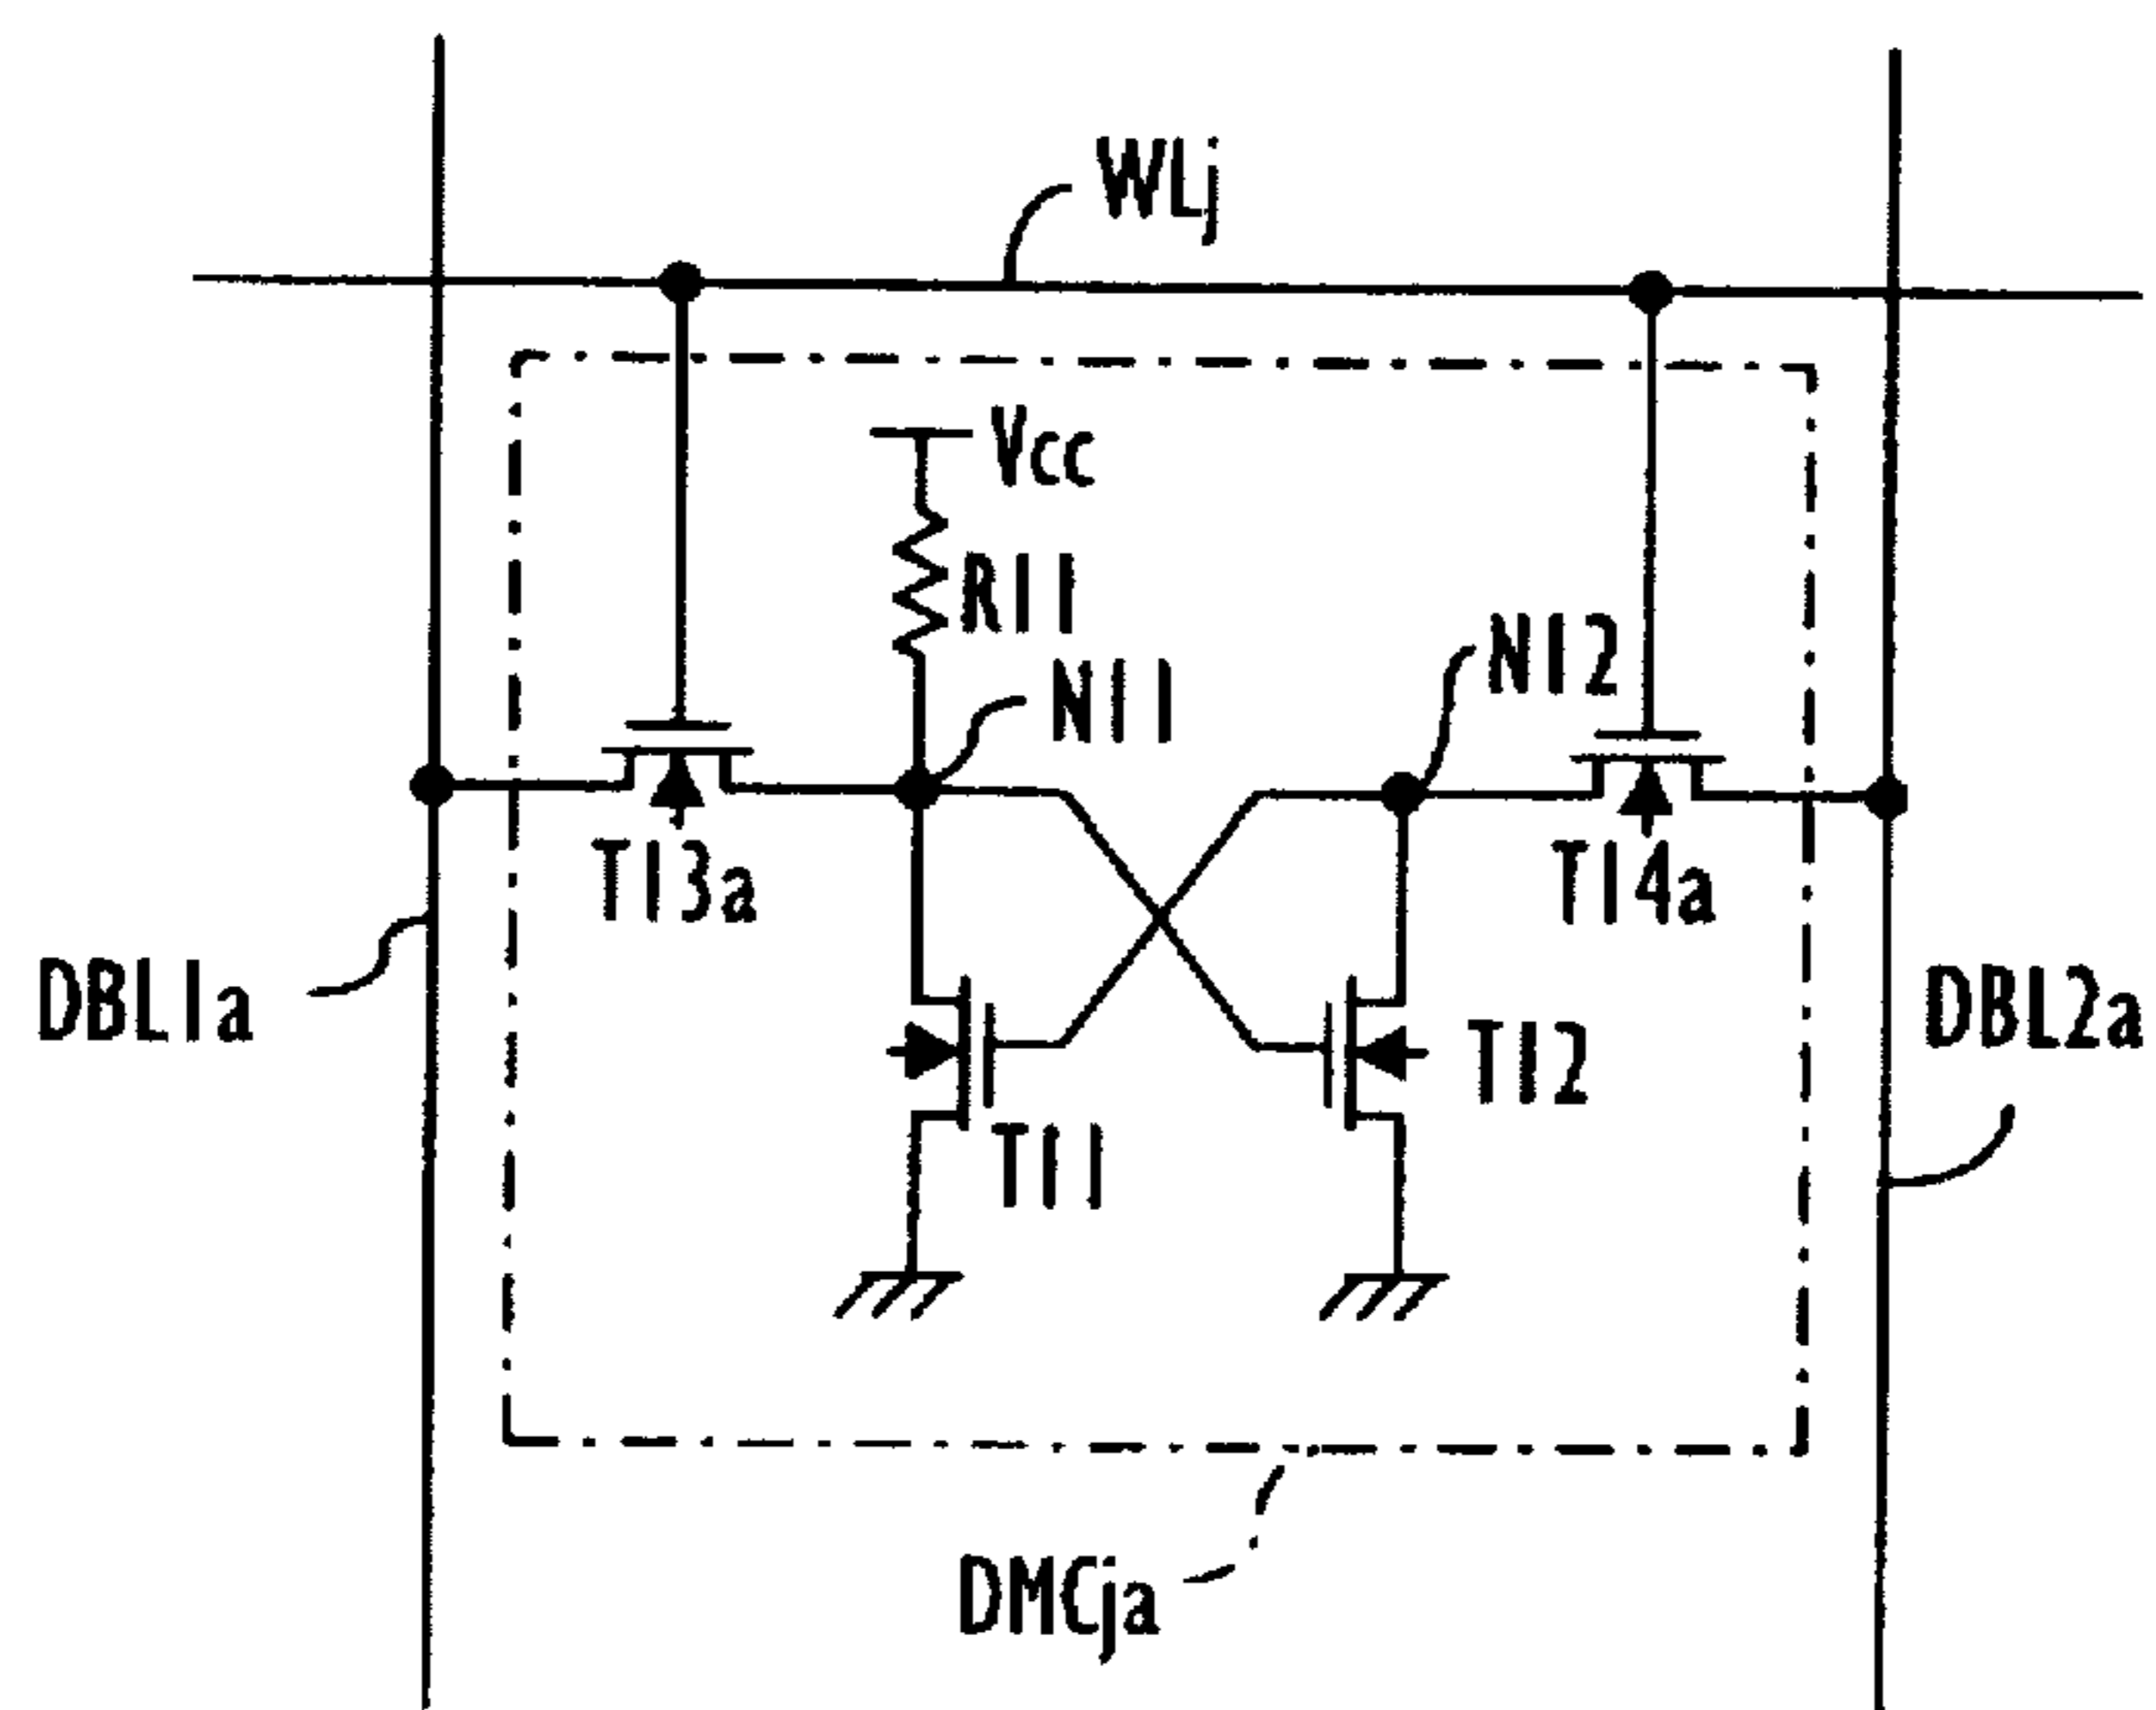 WLj
Vcc
R11
N11
N12
T13a
T14a
DBL1a
DBL2a
T12
T11
DMCja